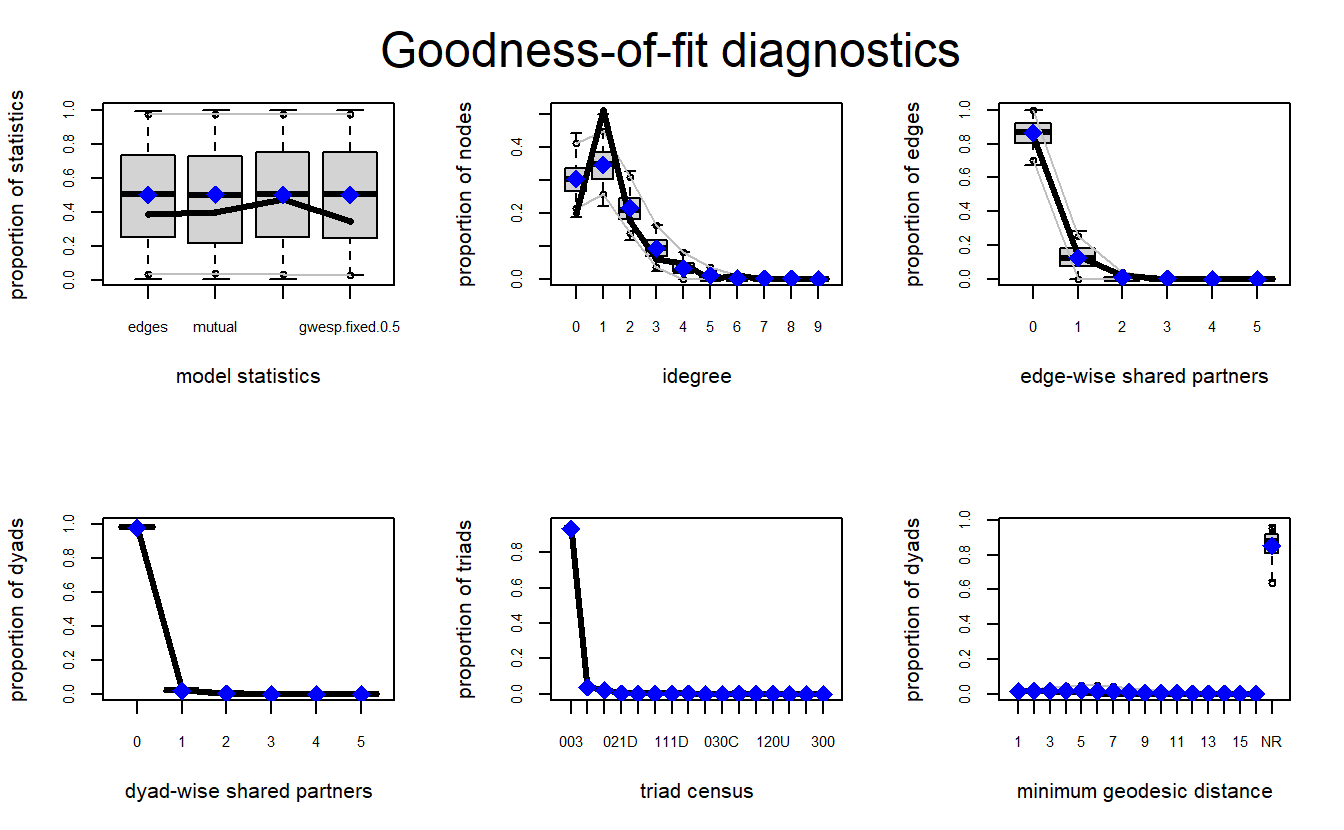 Goodness-of-fit diagnostics
proportion of statistics
0.0 0.2 0.4 0.6 0.8 1.0
edges mutual gwesp.fixed.0.5
model statistics
proportion of nodes
0.0 0.2 0.4
0 1 2 3 4 5 6 7 8 9
idegree
proportion of edges
0.0 0.2 0.4 0.6 0.8 1.0
0 1 2 3 4 5
edge-wise shared partners
proportion of dyads
0.0 0.2 0.4 0.6 0.8 1.0
0 1 2 3 4 5
dyad-wise shared partners
proportion of triads
0.0 0.2 0.4 0.6 0.8
003 021D 111D 030C 120U 300
triad census
proportion of dyads
0.0 0.2 0.4 0.6 0.8 1.0
1 3 5 7 9 11 13 15 NR
minimum geodesic distance